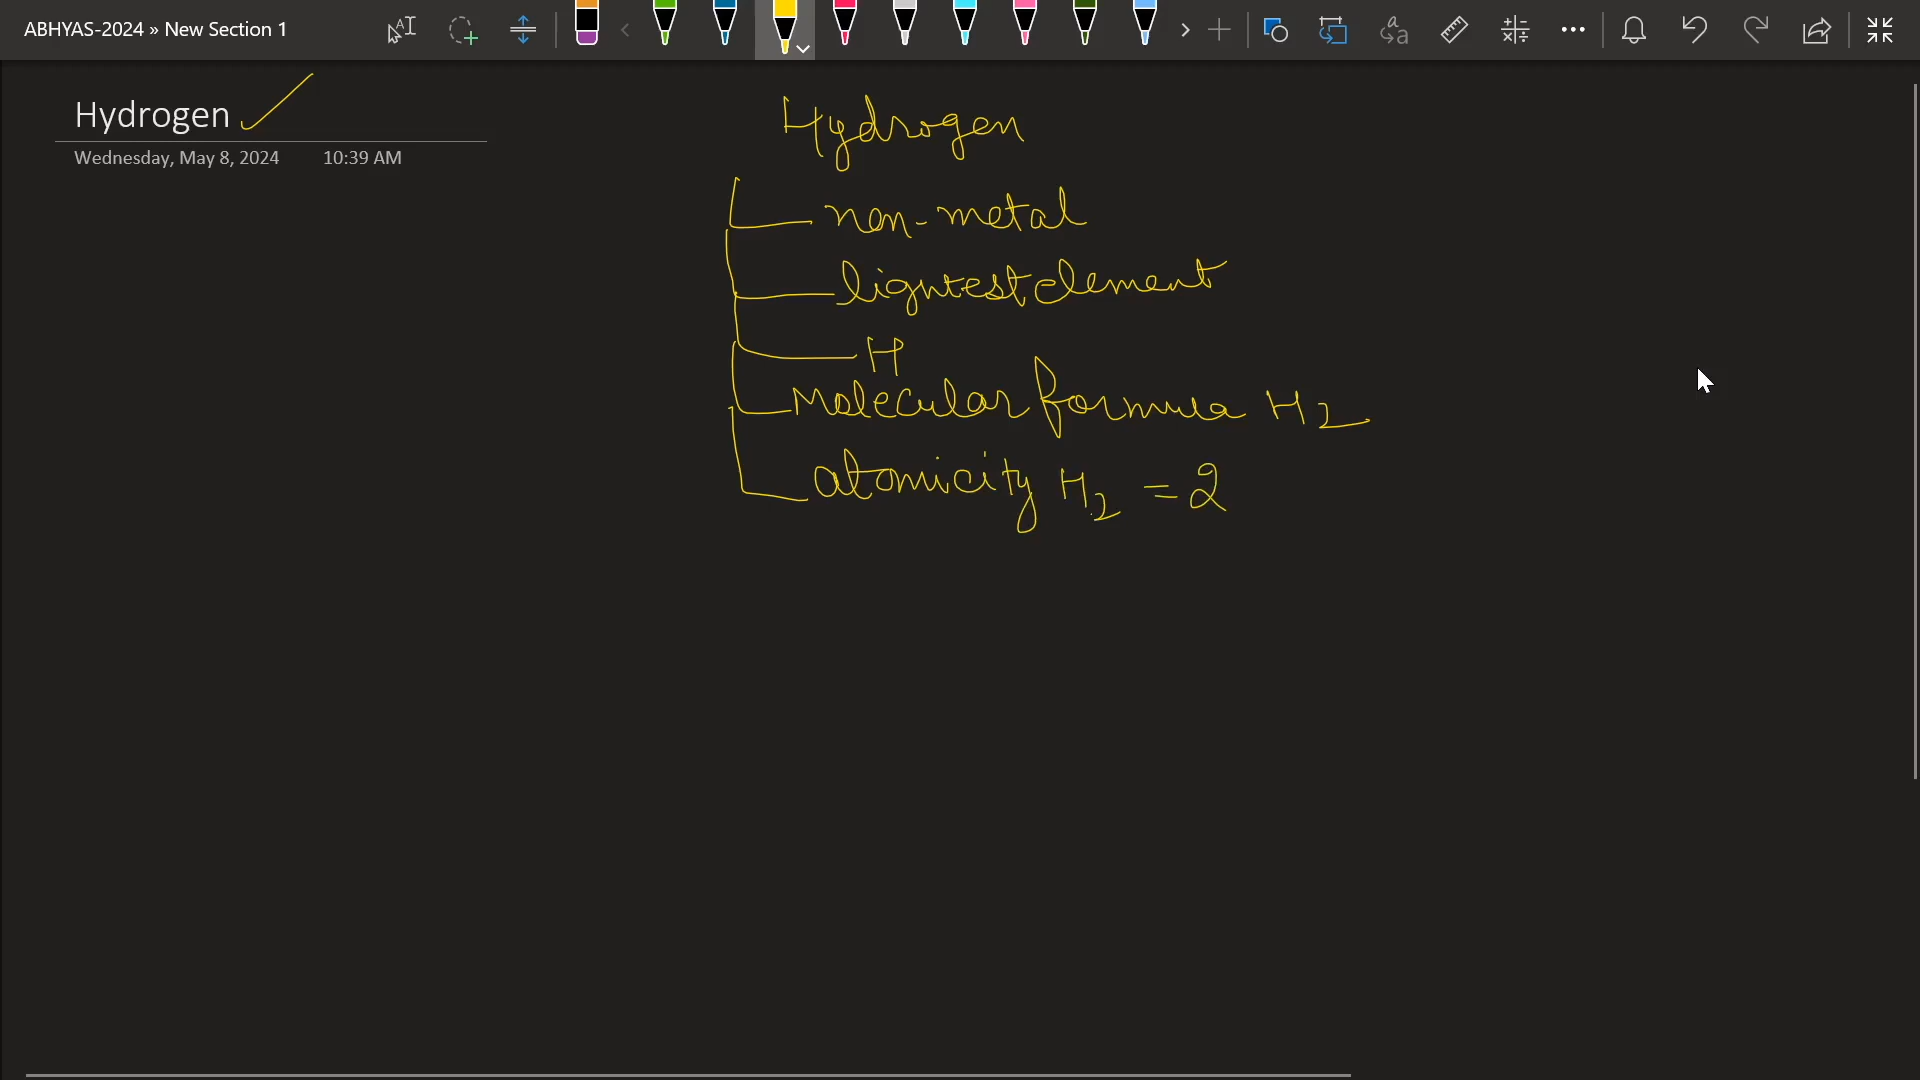 ABHYAS-2024 » New Section 1
Hydrogen
Wednesday, May 8, 2024 10:39 AM
Hydrogen
non-metal
lightest element
H
Molecular formula H2
atomicity H2 = 2